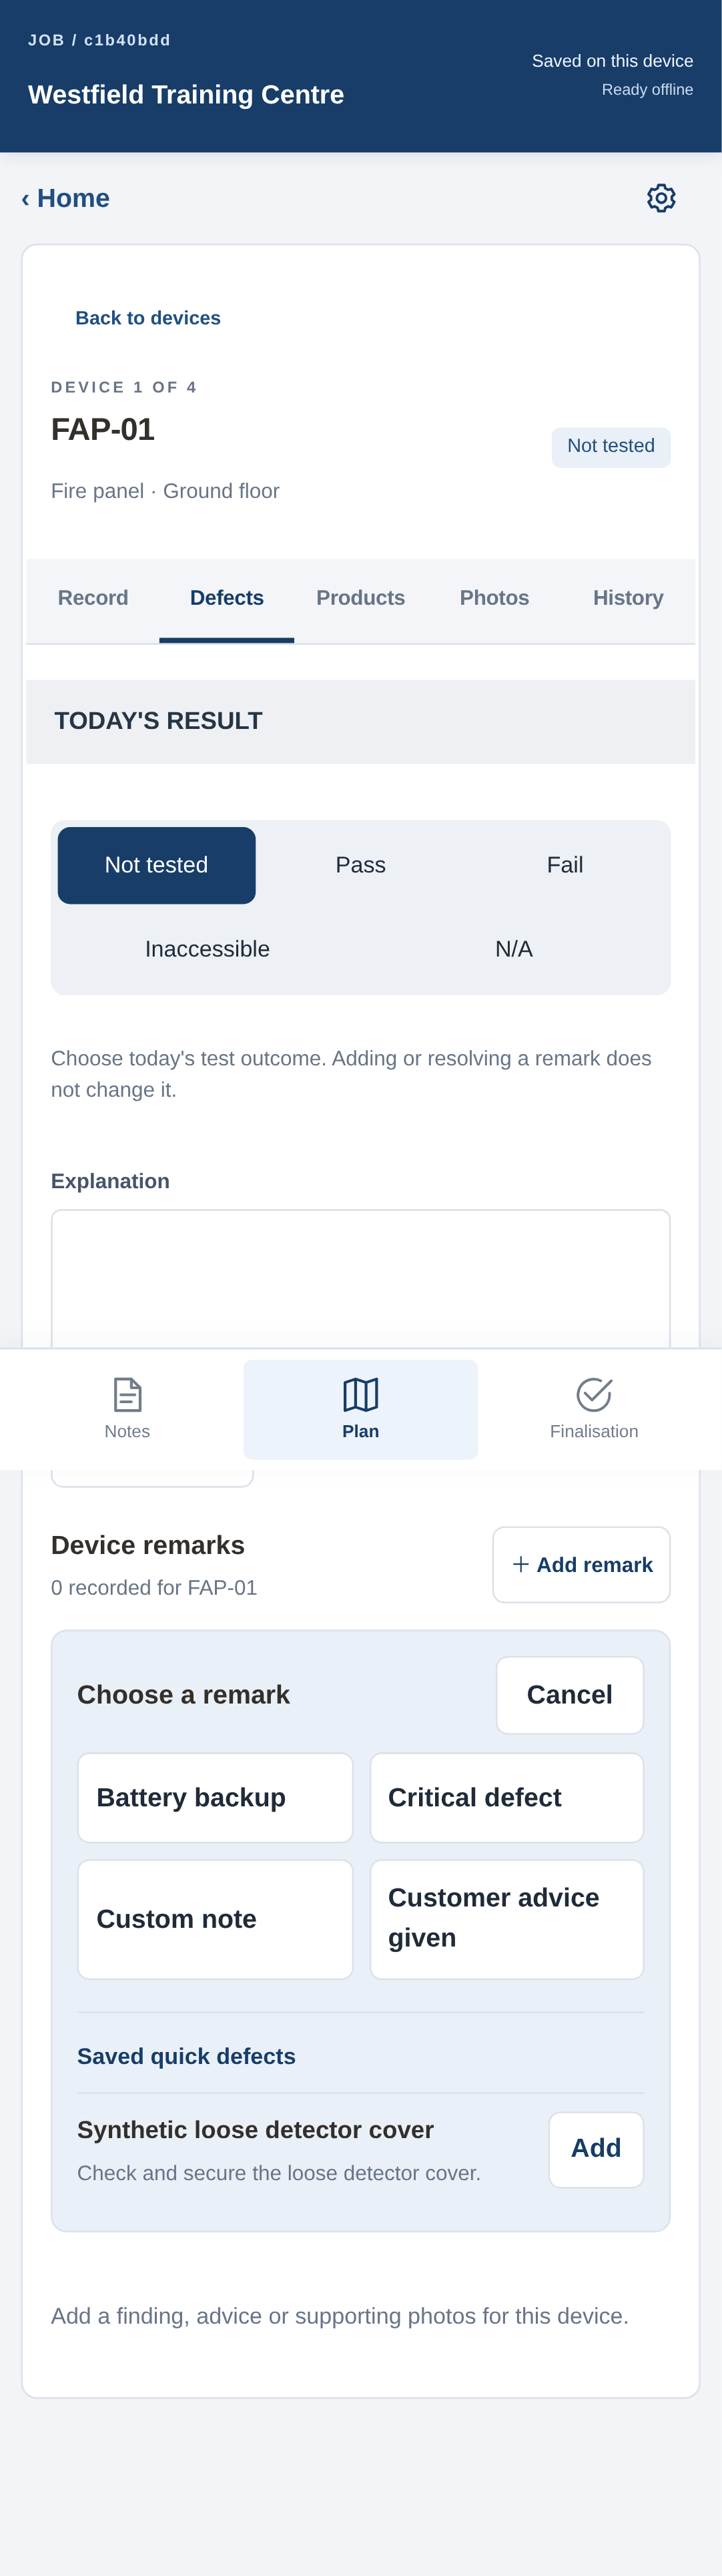 JOB / c1b40bdd
Westfield Training Centre
Saved on this device
Ready offline
‹ Home
Back to devices
DEVICE 1 OF 4
FAP-01
Not tested
Fire panel · Ground floor
Record
Defects
Products
Photos
History
TODAY'S RESULT
Not tested
Pass
Fail
Inaccessible
N/A
Choose today's test outcome. Adding or resolving a remark does
not change it.
Explanation
Notes
Plan
Finalisation
Device remarks
0 recorded for FAP-01
+ Add remark
Choose a remark
Cancel
Battery backup
Critical defect
Custom note
Customer advice
given
Saved quick defects
Synthetic loose detector cover
Check and secure the loose detector cover.
Add
Add a finding, advice or supporting photos for this device.